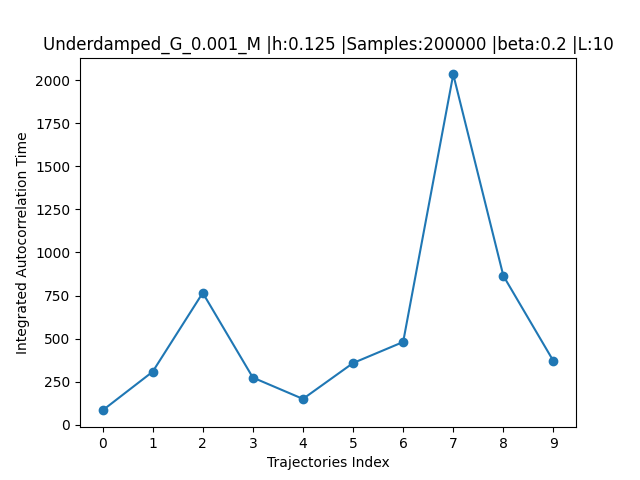 Underdamped_G_0.001_M |h:0.125 |Samples:200000 |beta:0.2 |L:10
Integrated Autocorrelation Time
2000
1750
1500
1250
1000
750
500
250
0
0 1 2 3 4 5 6 7 8 9
Trajectories Index